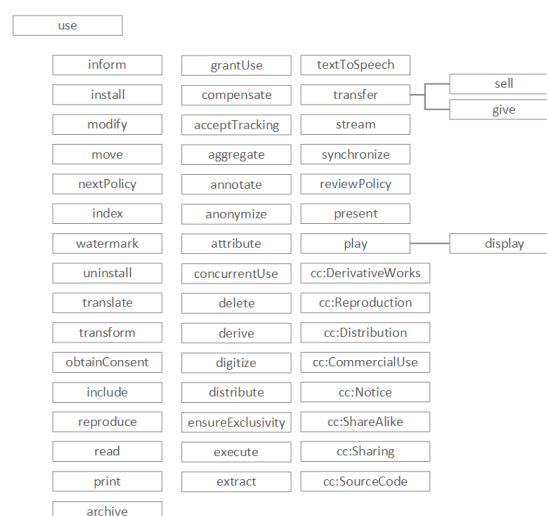 use
inform
install
modify
move
nextPolicy
index
watermark
uninstall
translate
transform
obtainConsent
include
reproduce
read
print
archive
grantUse
compensate
acceptTracking
aggregate
annotate
anonymize
attribute
concurrentUse
delete
derive
digitize
distribute
ensureExclusivity
execute
extract
textToSpeech
transfer
sell
give
stream
synchronize
reviewPolicy
present
play
display
cc:DerivativeWorks
cc:Reproduction
cc:Distribution
cc:CommercialUse
cc:Notice
cc:ShareAlike
cc:Sharing
cc:SourceCode